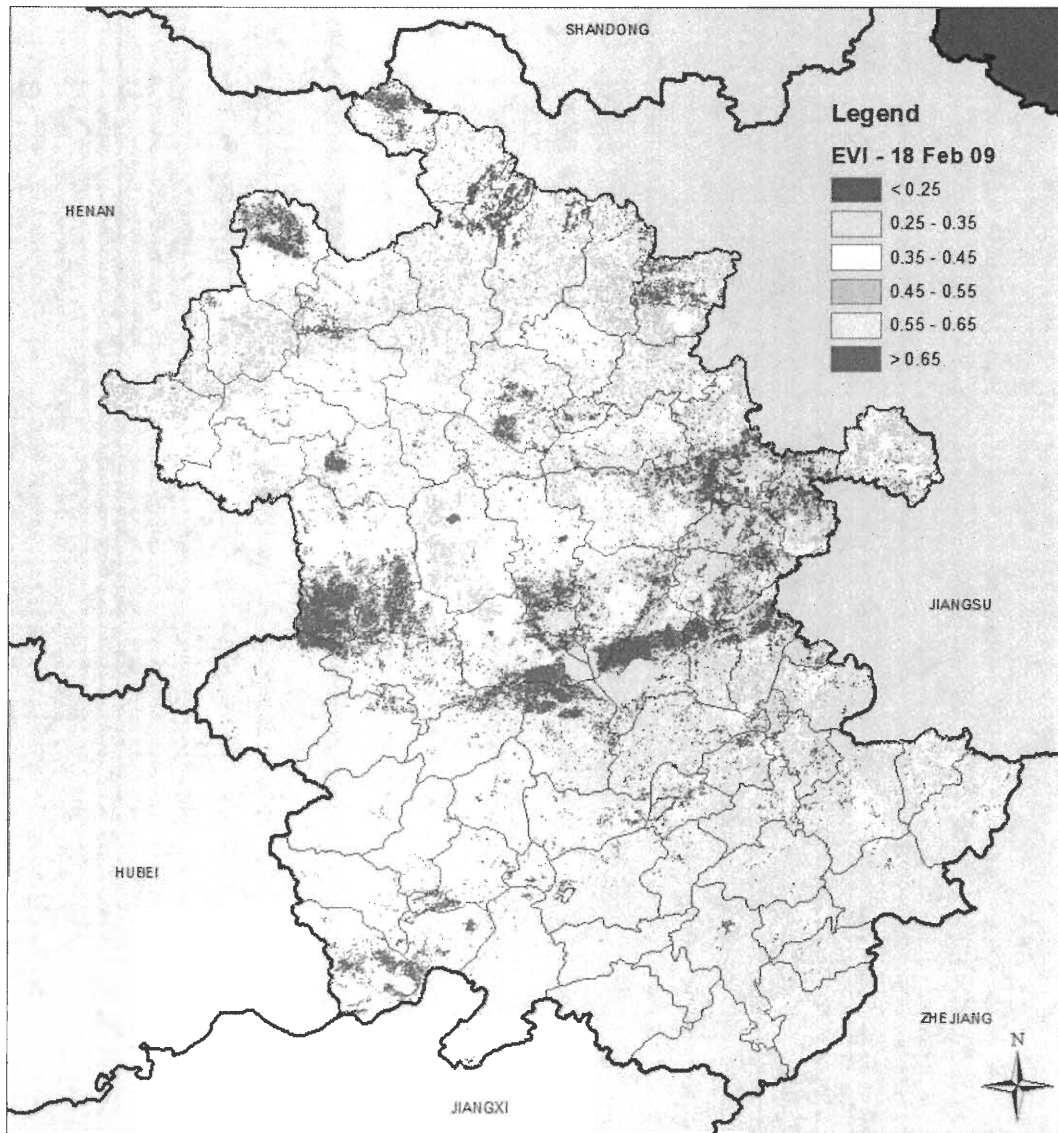 SHANDONG
Legend
EVI - 18 Feb 09
< 0.25
0.25 - 0.35
0.35 - 0.45
0.45 - 0.55
0.55 - 0.65
> 0.65
HENAN
JIANGSU
HUBEI
ZHEJIANG
N
JIANGXI